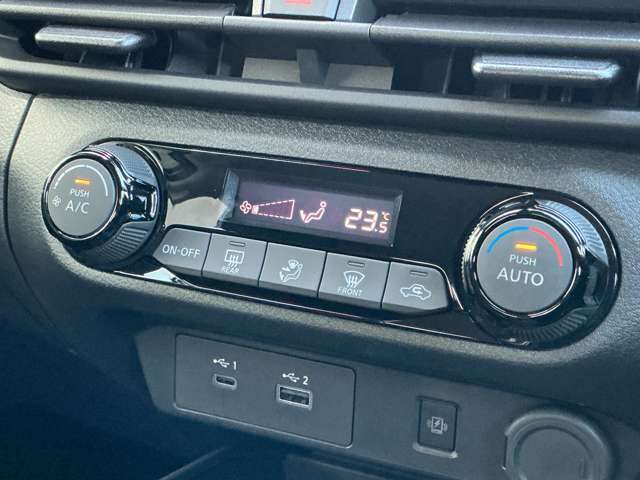 PUSH
A/C
23.5°C
PUSH
AUTO
ON-OFF
REAR
FRONT
1
2